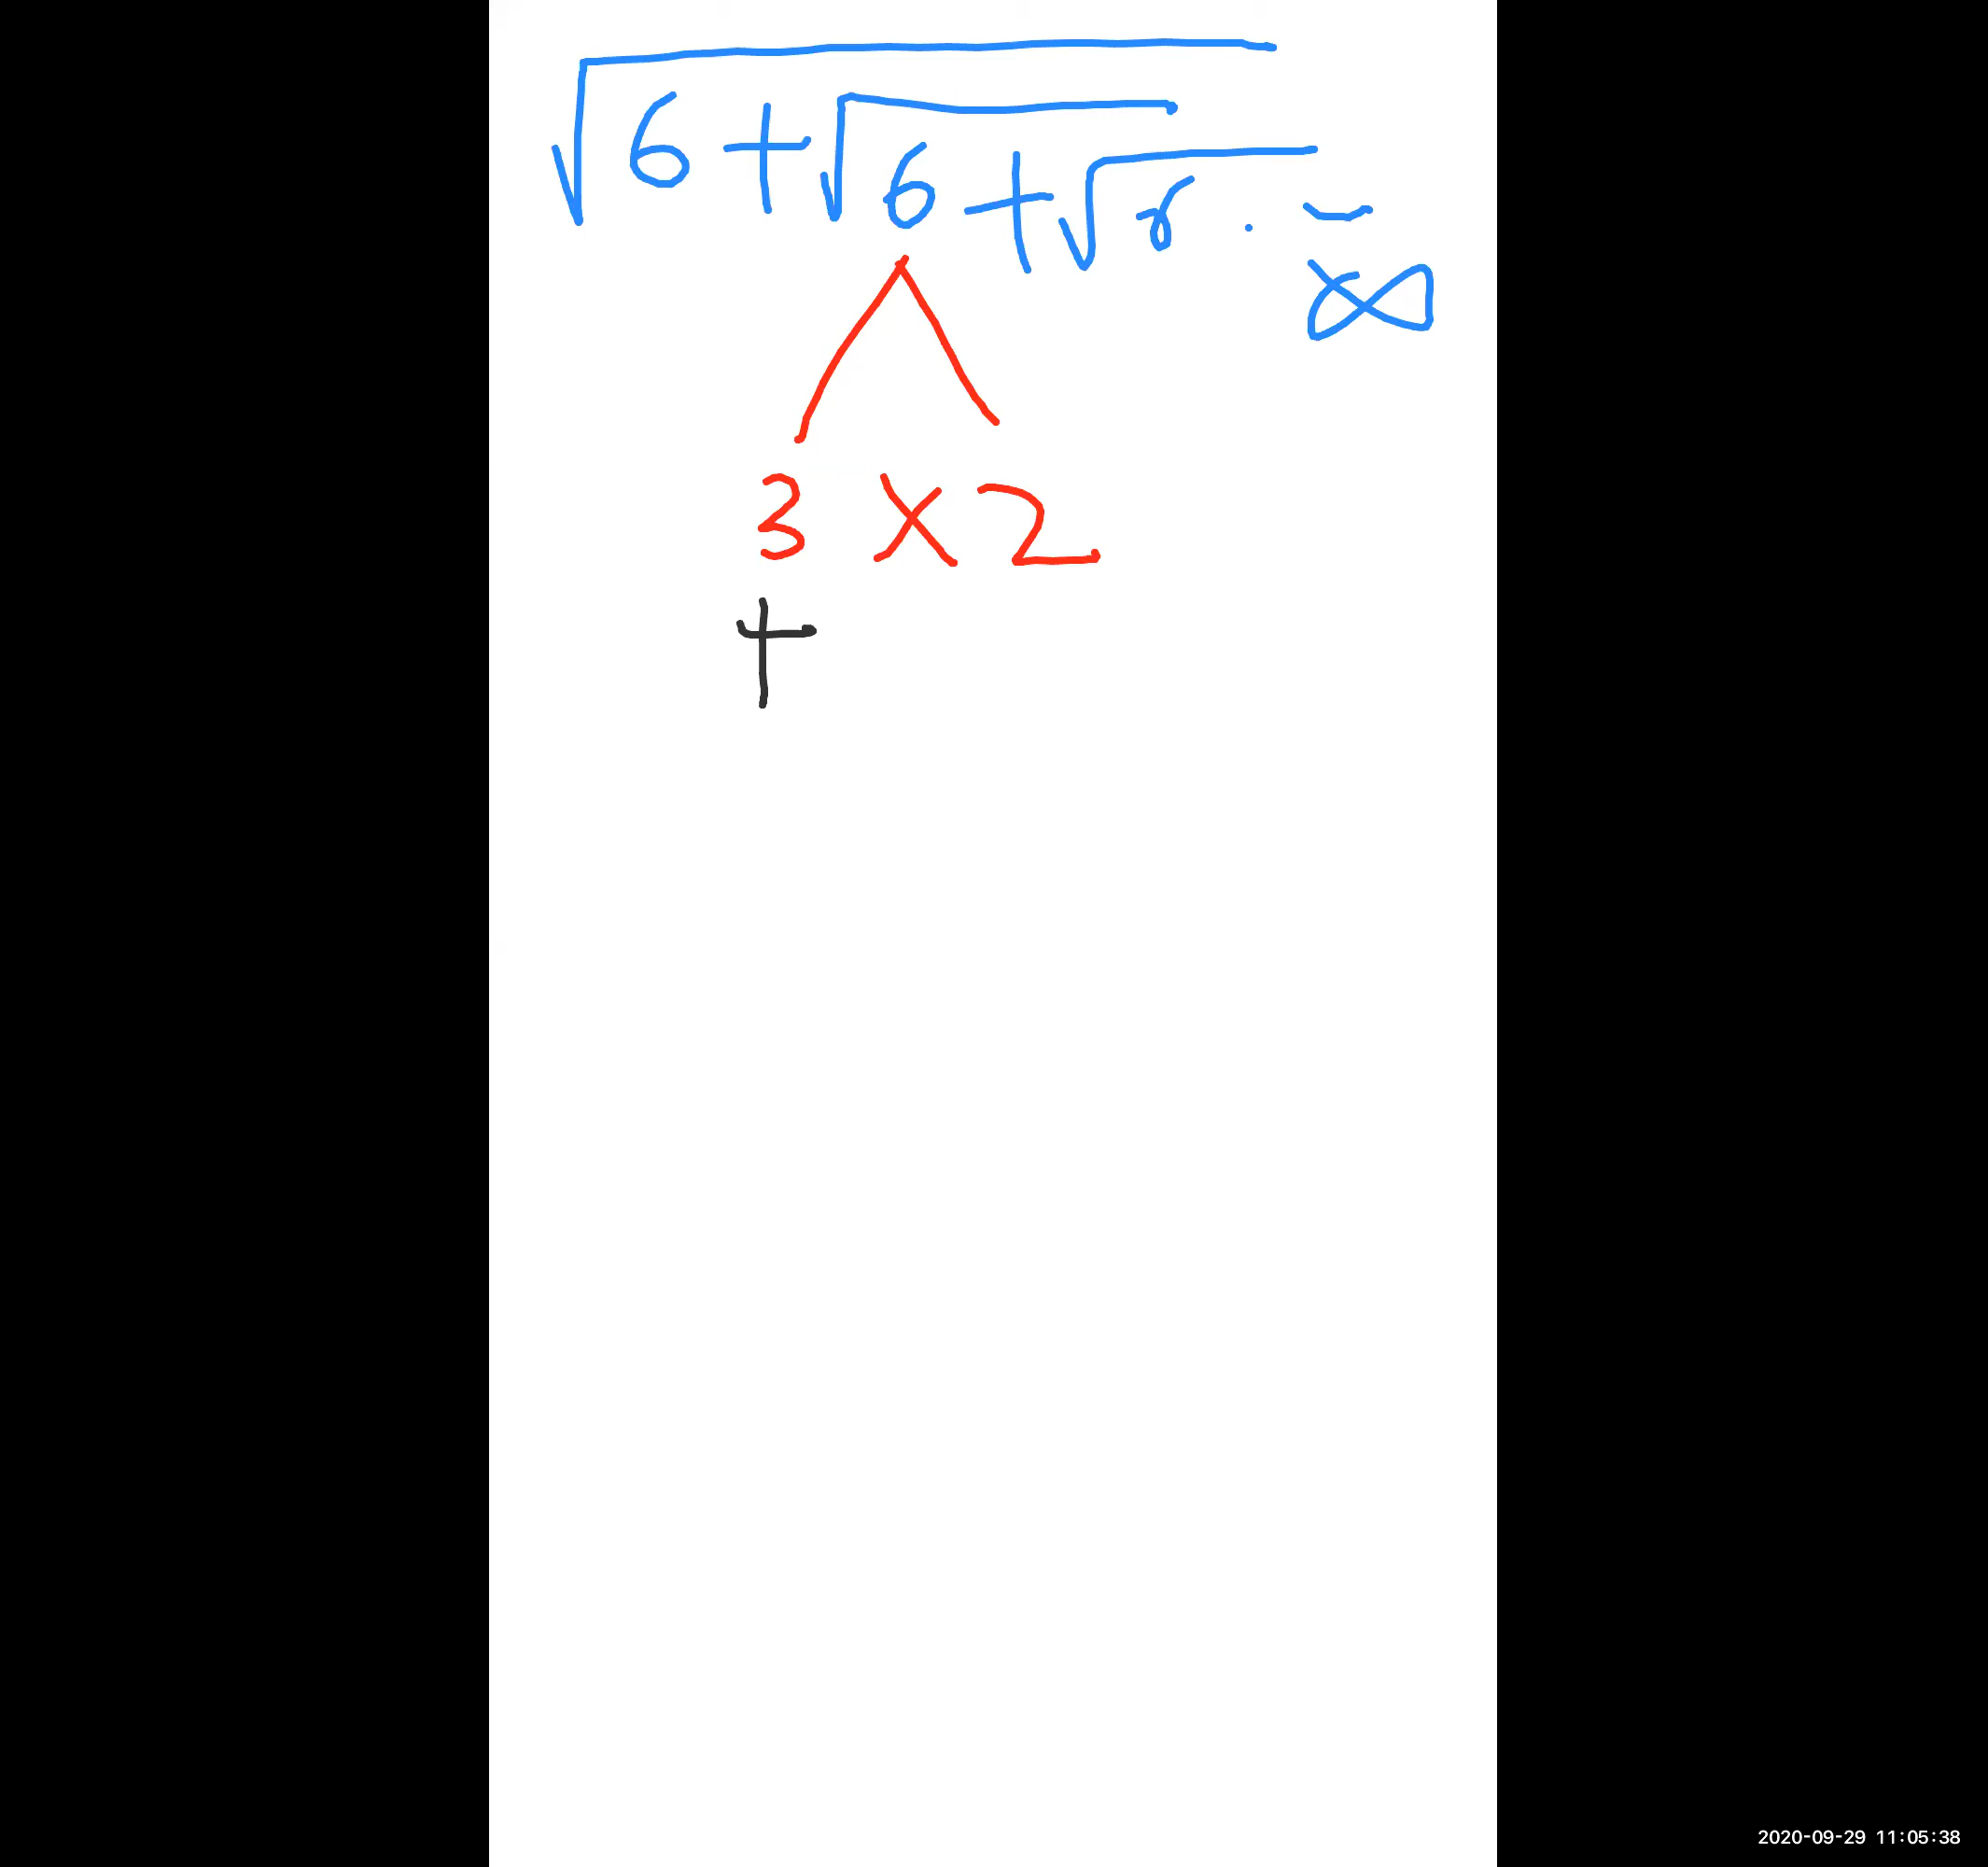 √6+√6+√6 . - ∞
3 × 2
+
2020-09-29 11:05:38